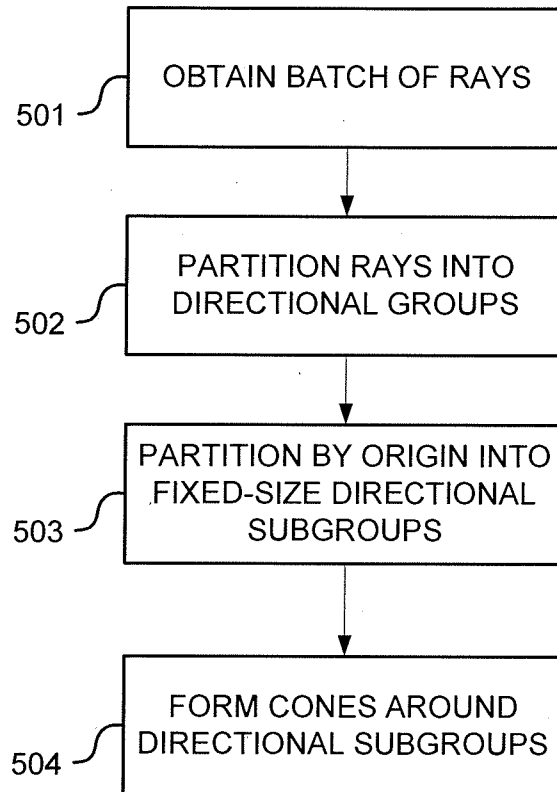 OBTAIN BATCH OF RAYS
501
PARTITION RAYS INTO
DIRECTIONAL GROUPS
502
PARTITION BY ORIGIN INTO
FIXED-SIZE DIRECTIONAL
SUBGROUPS
503
FORM CONES AROUND
DIRECTIONAL SUBGROUPS
504